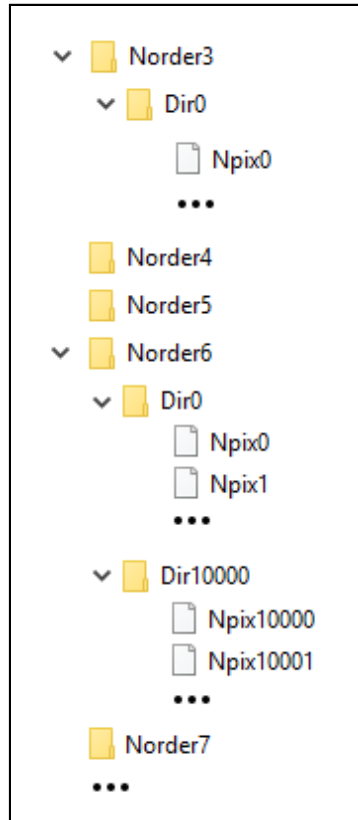 Norder3
Dir0
Npix0
•••
Norder4
Norder5
Norder6
Dir0
Npix0
Npix1
•••
Dir10000
Npix10000
Npix10001
•••
Norder7
•••